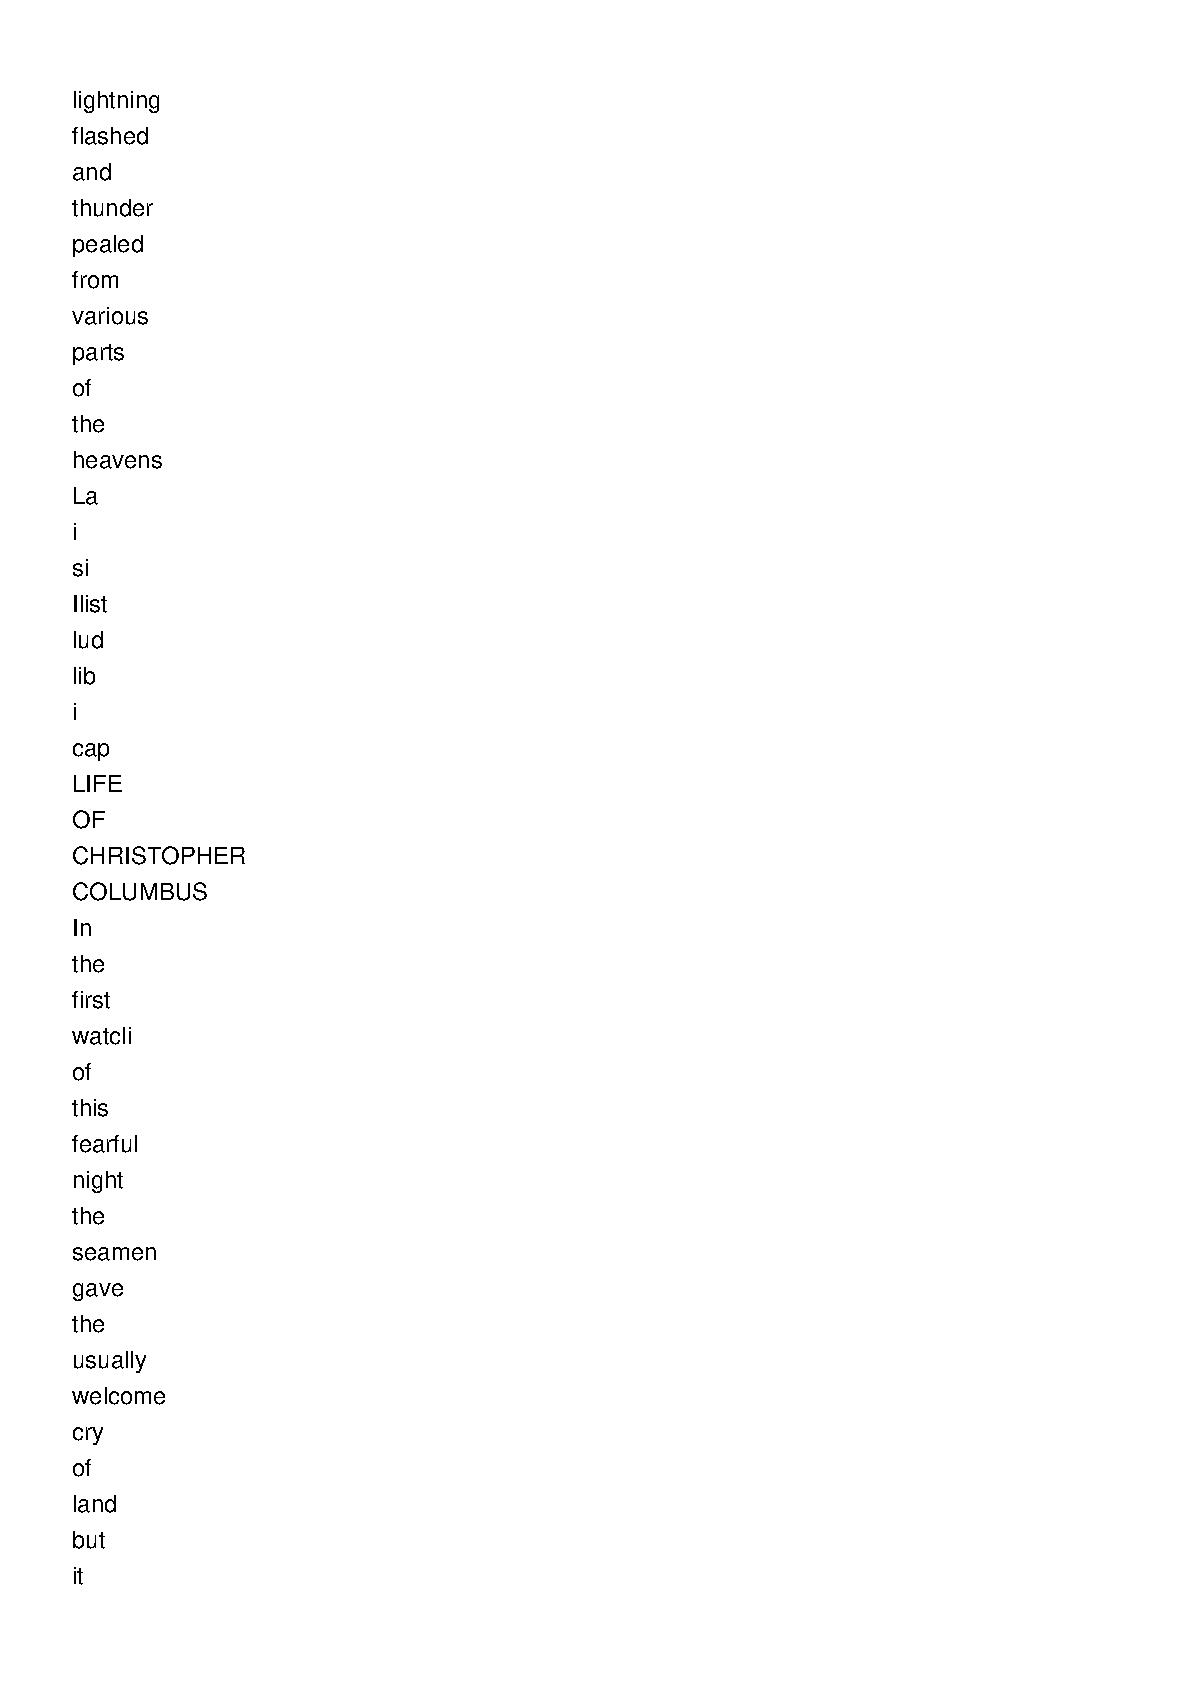 lightning
flashed
and
thunder
pealed
from
various
parts
of
the
heavens
La
i
si
Ilist
lud
lib
i
cap
LIFE
OF
CHRISTOPHER
COLUMBUS
In
the
first
watcli
of
this
fearful
night
the
seamen
gave
the
usually
welcome
cry
of
land
but
it